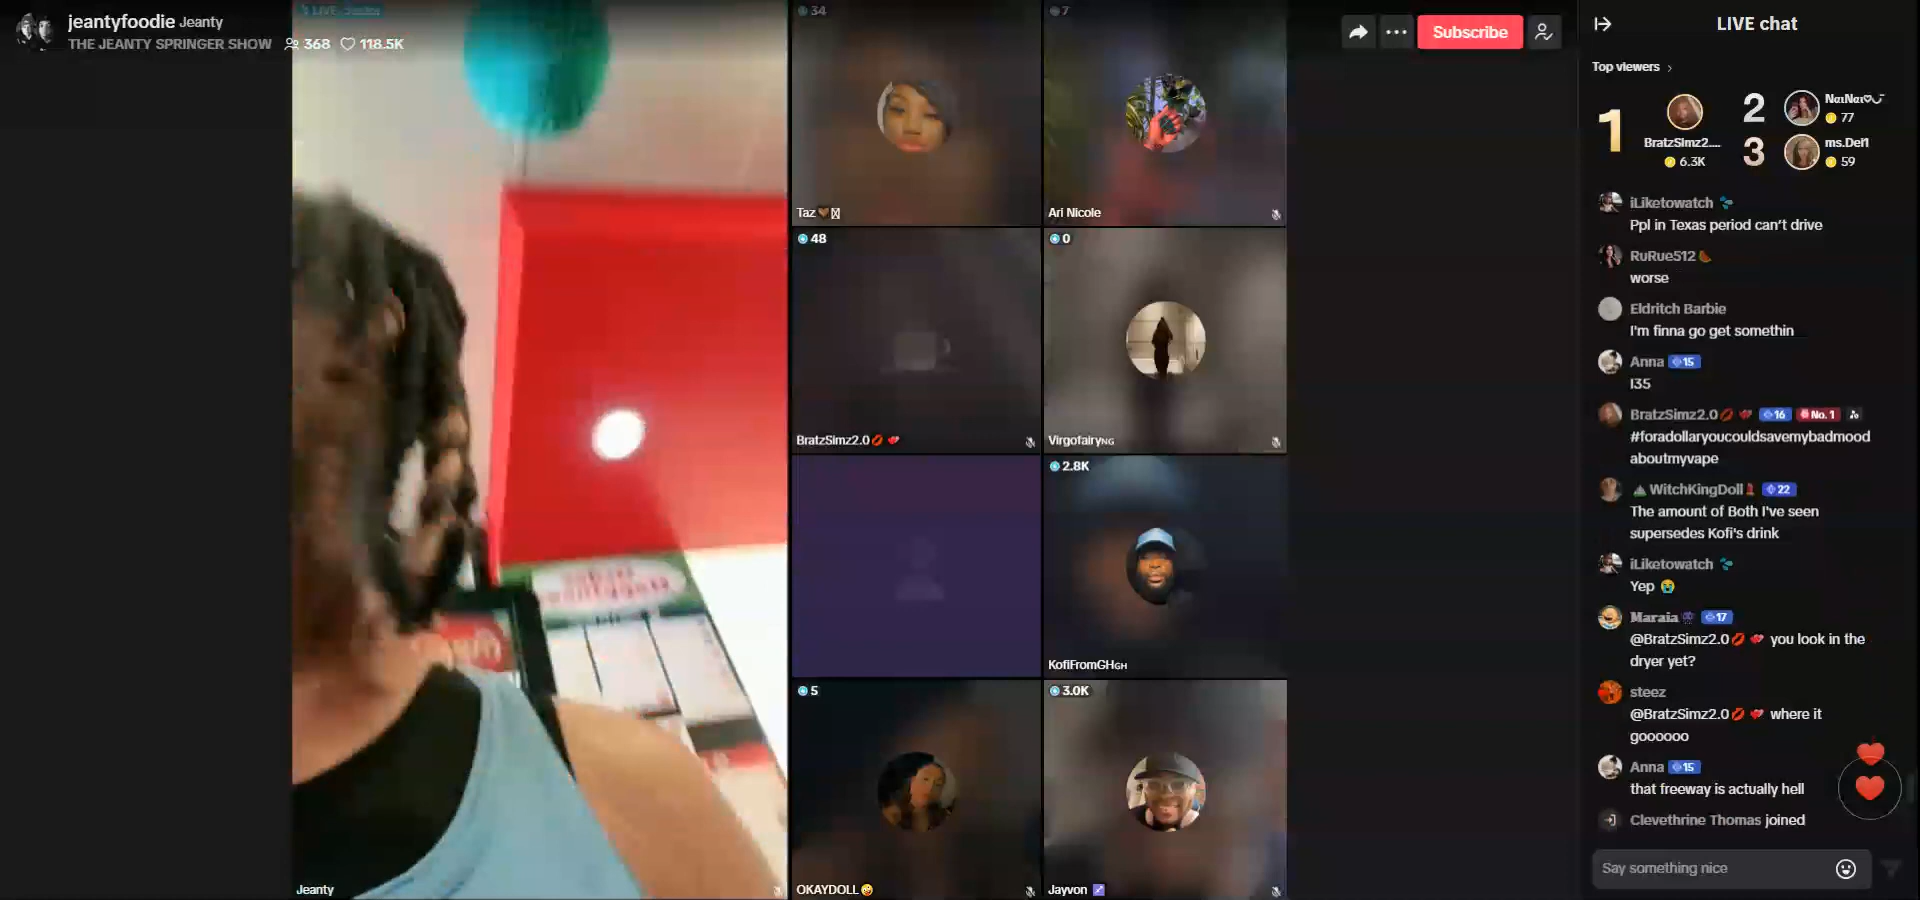 jeantyfoodie Jeanty
THE JEANTY SPRINGER SHOW 368 118.5K
LIVE
34
7
Subscribe
Taz
Ari Nicole
48
0
BratzSimz2.0
Virgofairy NG
2.8K
KofiFromGH GH
5
3.0K
Jeanty
OKAYDOLL
Jayvon
LIVE chat
Top viewers >
1
BratzSimz2....
6.3K
2
NαιNαι♡
77
3
ms.Del1
59
iLiketowatch
Ppl in Texas period can't drive
RuRue512🍉
worse
Eldritch Barbie
I'm finna go get somethin
Anna 15
I35
BratzSimz2.0💋 16 No. 1
#foradollaryoucouldsavemybadmood
aboutmyvape
WitchKingDoll 22
The amount of Both I've seen
supersedes Kofi's drink
iLiketowatch
Yep 😭
Maraia 17
@BratzSimz2.0💋 you look in the
dryer yet?
steez
@BratzSimz2.0💋 where it
goooooo
Anna 15
that freeway is actually hell
Clevethrine Thomas joined
Say something nice